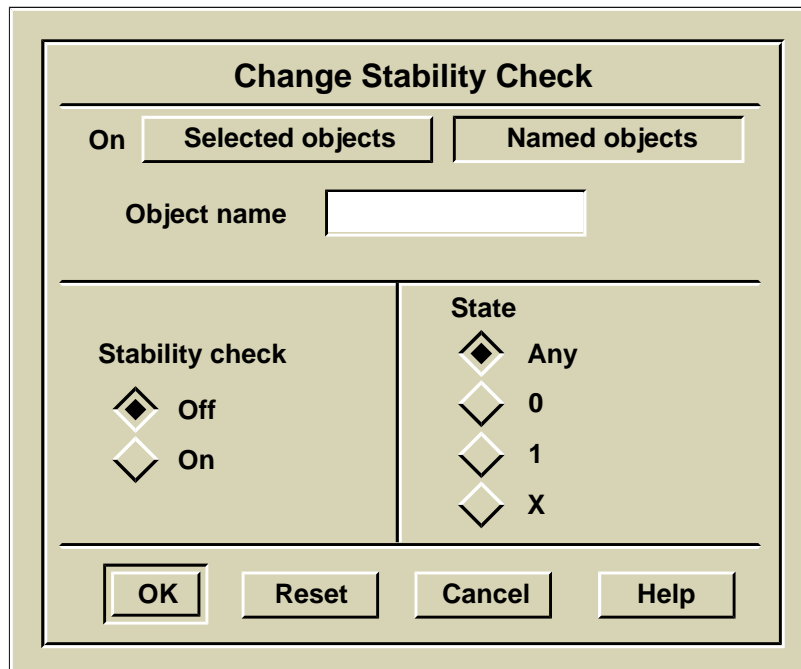 Change Stability Check
On Selected objects Named objects
Object name
Stability check
Off
On
State
Any
0
1
X
OK Reset Cancel Help